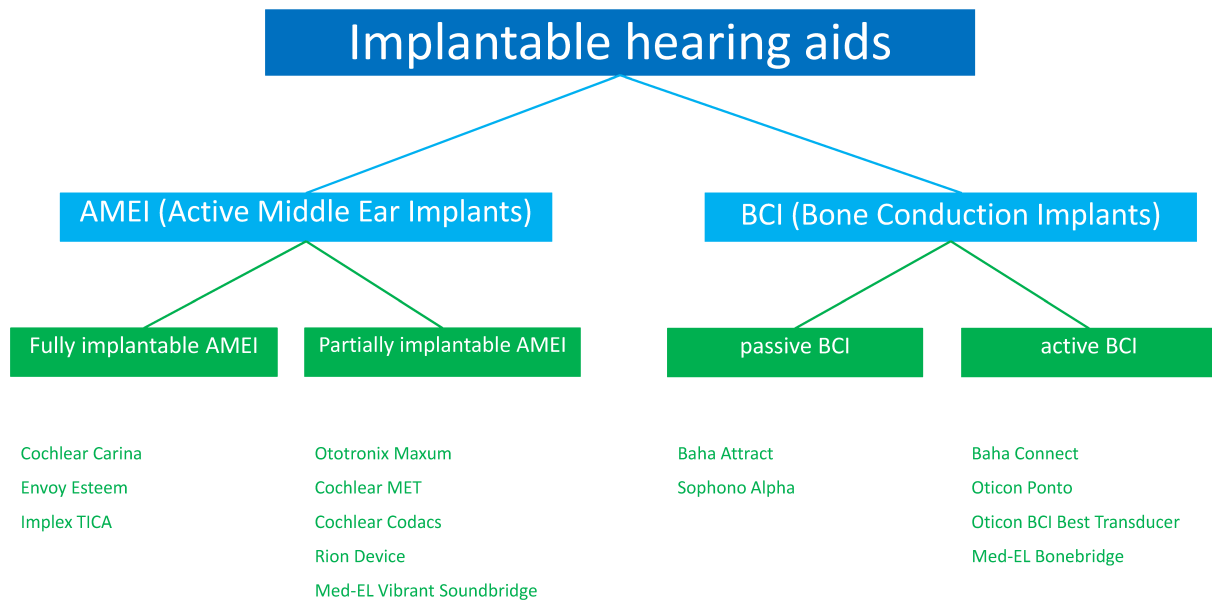 Implantable hearing aids
AMEI (Active Middle Ear Implants)
BCI (Bone Conduction Implants)
Fully implantable AMEI
Partially implantable AMEI
passive BCI
active BCI
Cochlear Carina
Envoy Esteem
Implex TICA
Ototronix Maxum
Cochlear MET
Cochlear Codacs
Rion Device
Med-EL Vibrant Soundbridge
Baha Attract
Sophono Alpha
Baha Connect
Oticon Ponto
Oticon BCI Best Transducer
Med-EL Bonebridge